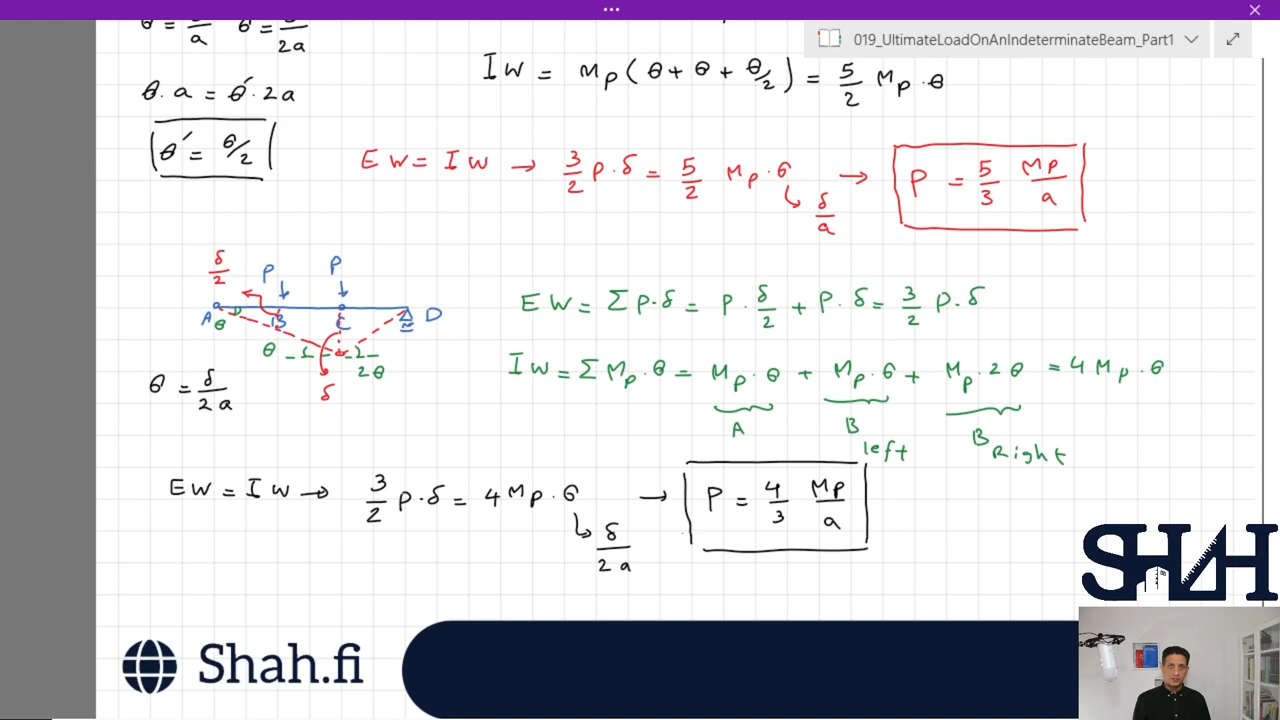 019_UltimateLoadOnAnIndeterminateBeam_Part1
a
2a
IW = Mp(θ + θ + θ/2) = 5/2 Mp·θ
θ·a = θ'·2a
θ' = θ/2
EW = IW → 3/2 P·δ = 5/2 Mp·θ → P = 5/3 Mp/a
δ/a
δ/2 P P
A B C D
θ θ 2θ
δ
EW = ΣP·δ = P·δ/2 + P·δ = 3/2 P·δ
IW = ΣMp·θ = Mp·θ + Mp·θ + Mp·2θ = 4Mp·θ
A B left B Right
θ = δ/2a
EW = IW → 3/2 P·δ = 4Mp·θ → P = 4/3 Mp/a
δ/2a
SHAH
Shah.fi